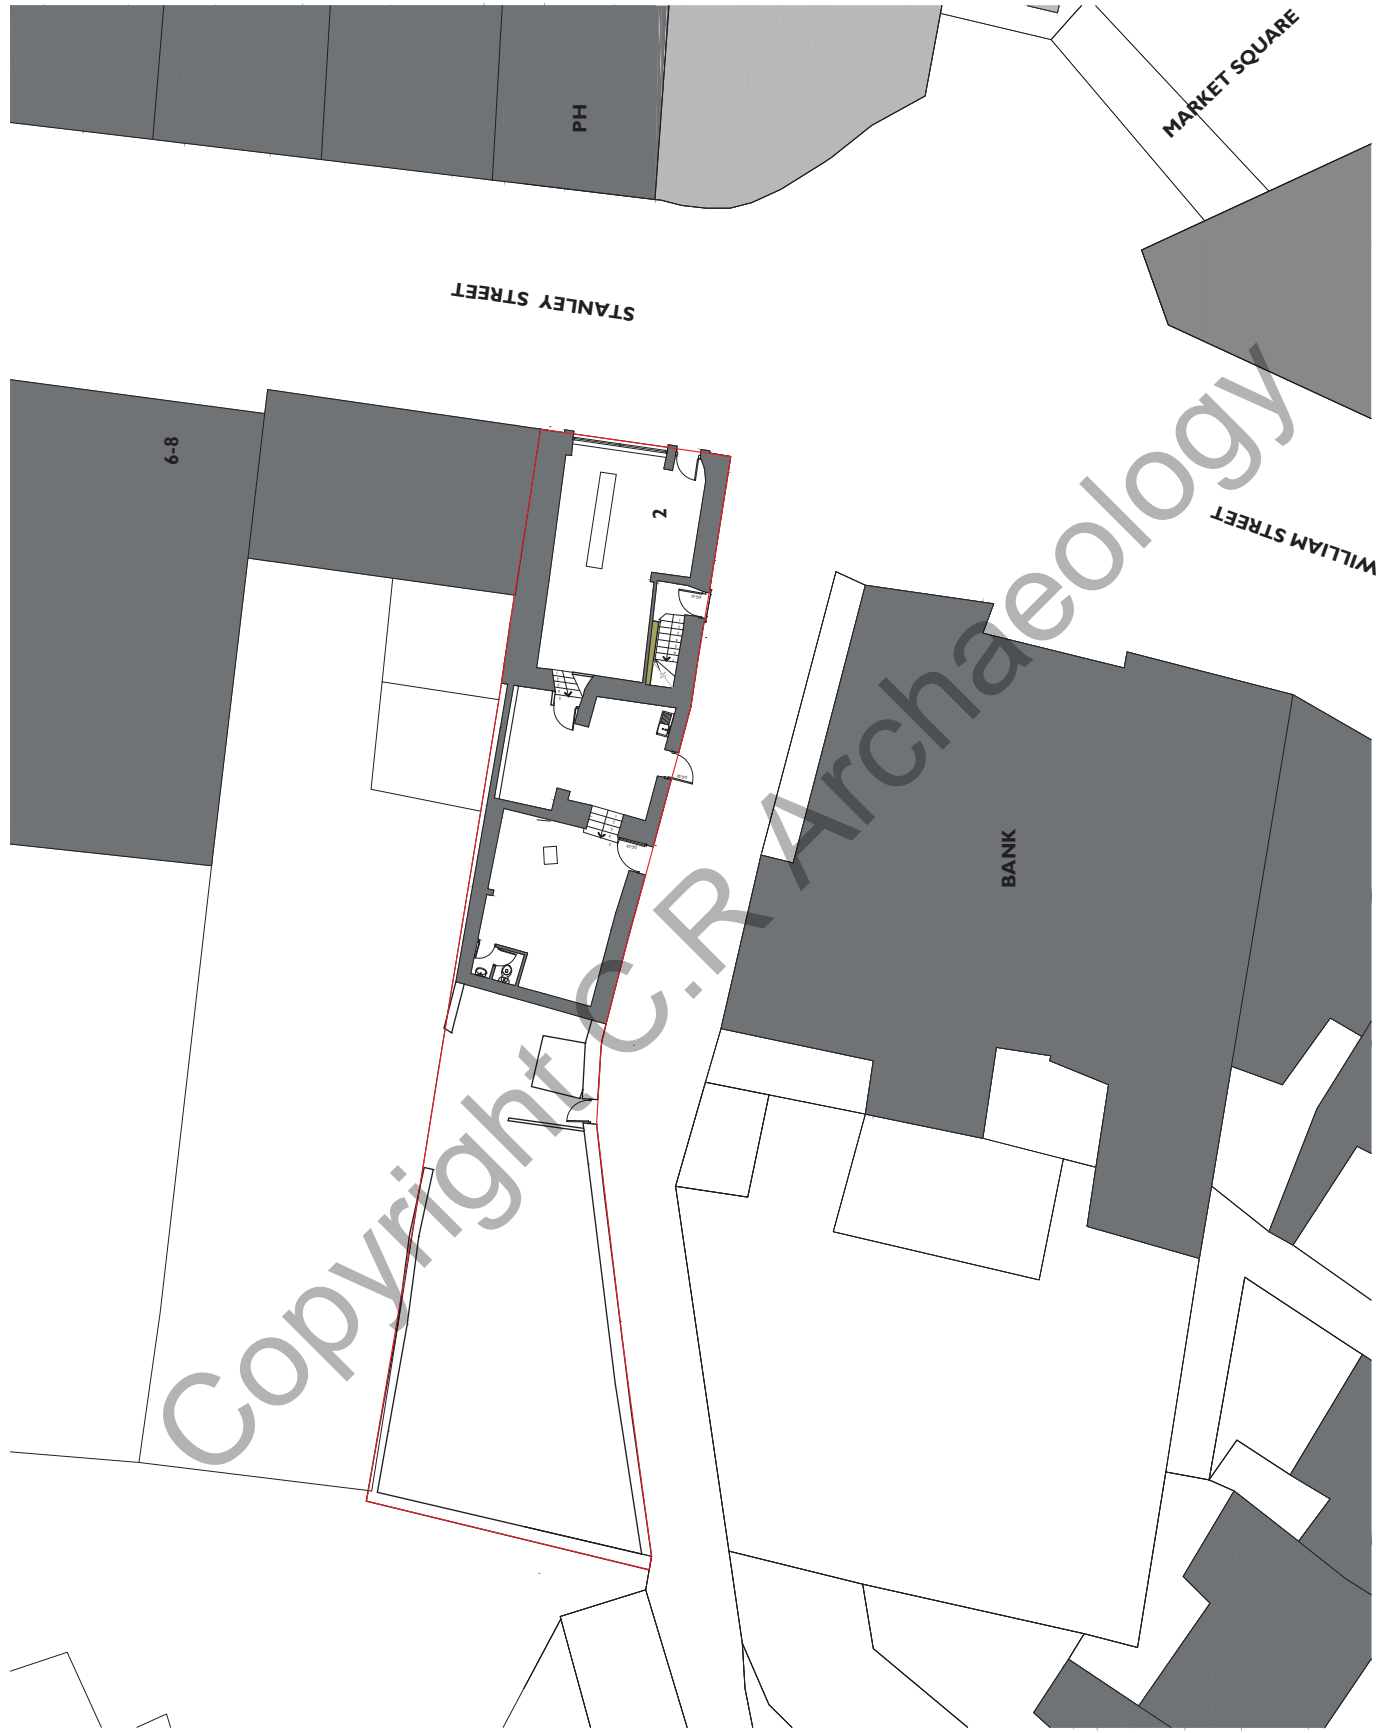 MARKET SQUARE
PH
STANLEY STREET
6-8
2
WILLIAM STREET
BANK
Copyright C.R Archaeology